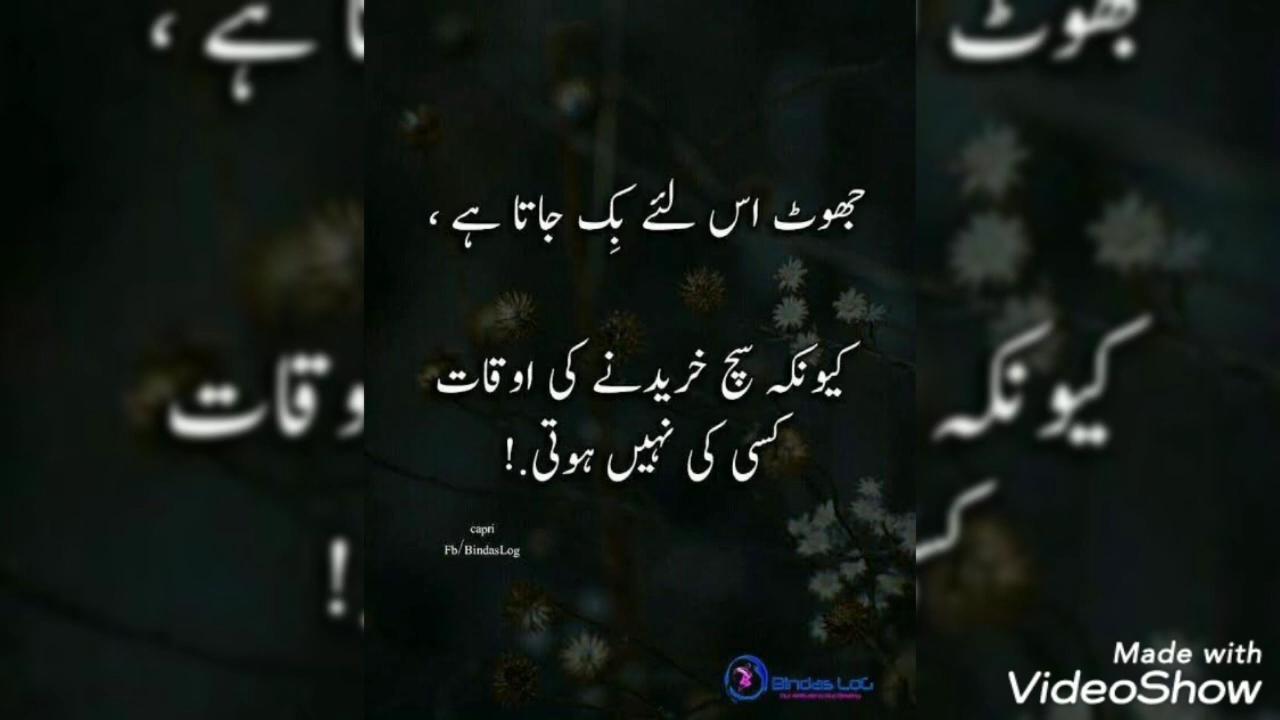 جھوٹ اس لئے بِک جاتا ہے ،
کیونکہ سچ خریدنے کی اوقات
کسی کی نہیں ہوتی.!
capri
Fb/BindasLog
Bindas LoG
Made with
VideoShow